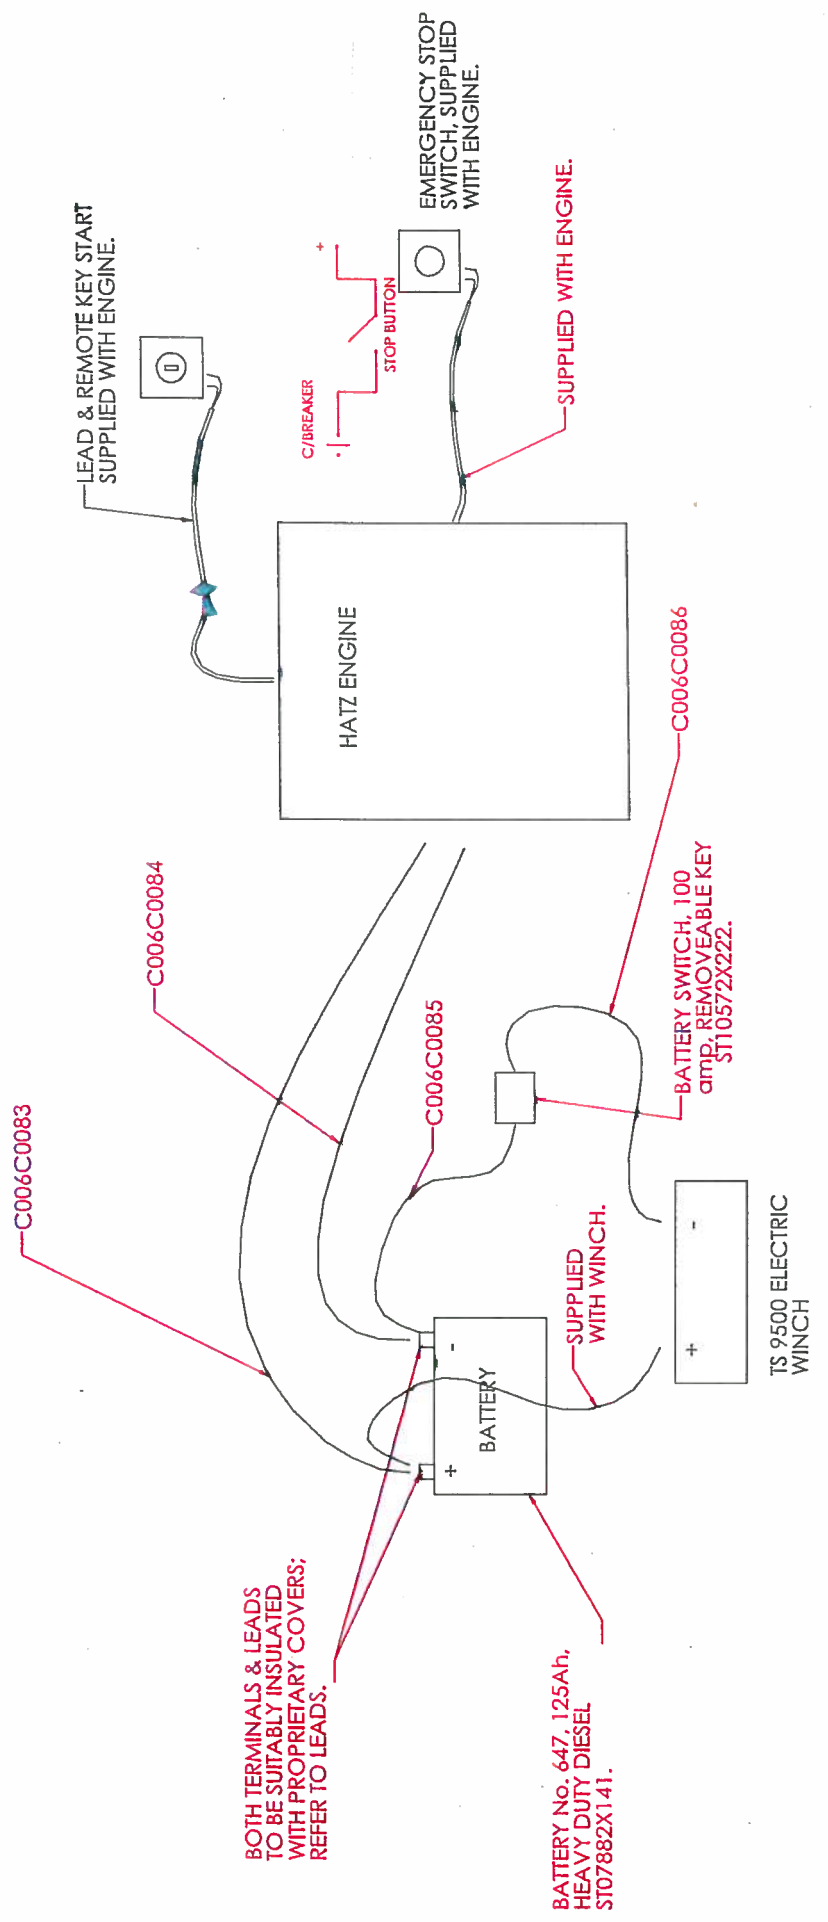 C006C0083
C006C0084
LEAD & REMOTE KEY START
SUPPLIED WITH ENGINE.
BOTH TERMINALS & LEADS
TO BE SUITABLY INSULATED
WITH PROPRIETARY COVERS;
REFER TO LEADS.
C/BREAKER
+
STOP BUTTON
EMERGENCY STOP
SWITCH, SUPPLIED
WITH ENGINE.
HATZ ENGINE
C006C0085
+
-
BATTERY
SUPPLIED WITH ENGINE.
SUPPLIED
WITH WINCH.
BATTERY No. 647, 125Ah,
HEAVY DUTY DIESEL
ST07882X141.
C006C0086
BATTERY SWITCH, 100
amp, REMOVEABLE KEY
ST10572X222.
+
-
TS 9500 ELECTRIC
WINCH